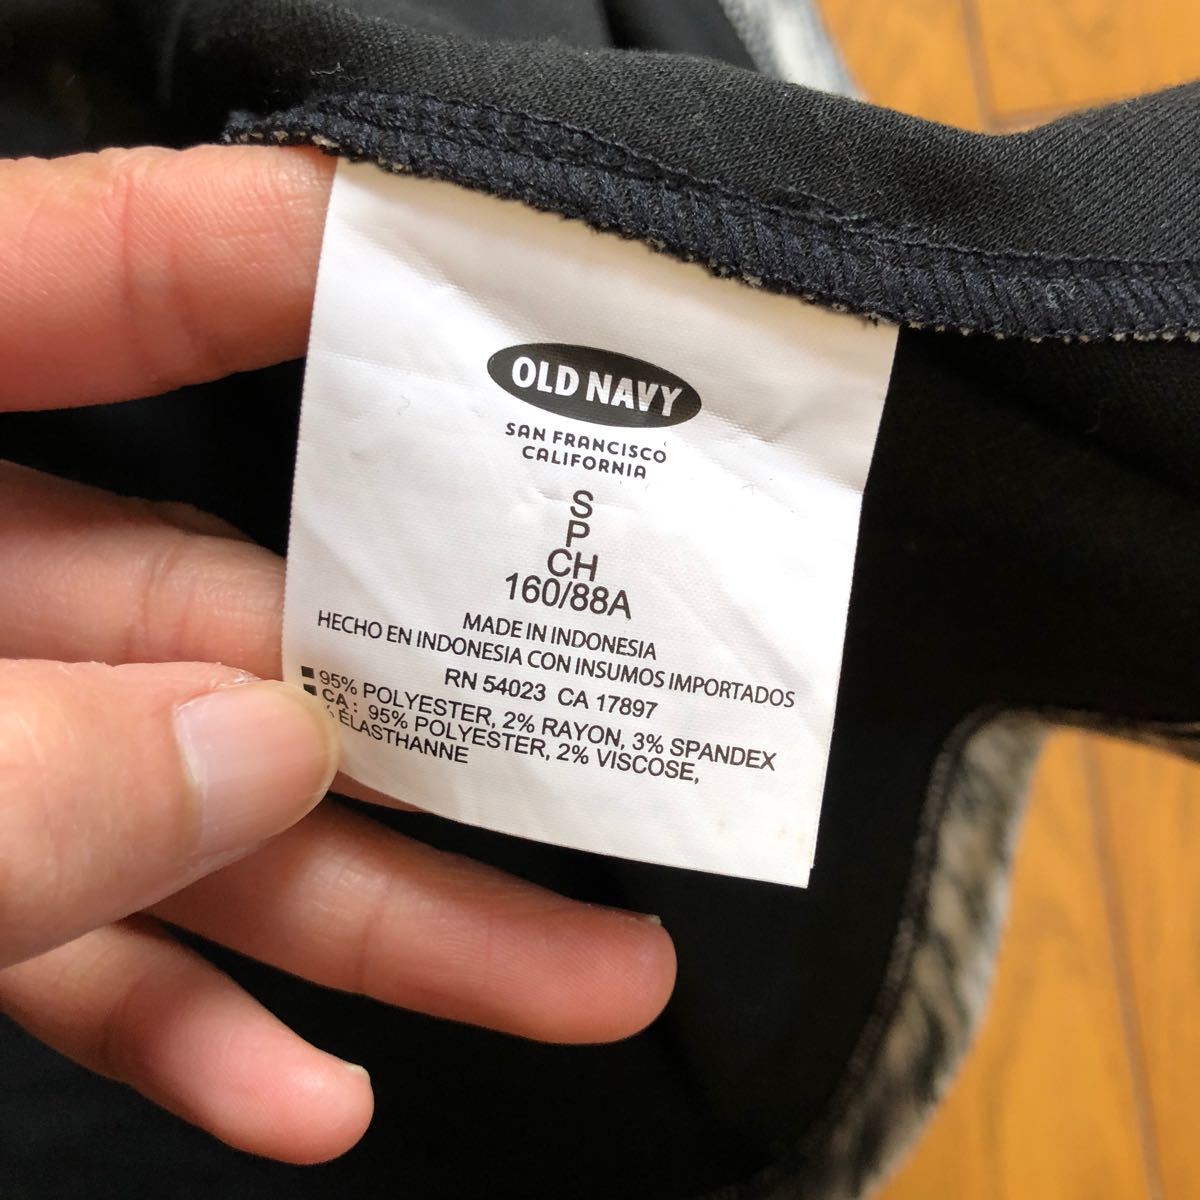 OLD NAVY
SAN FRANCISCO
CALIFORNIA
S
P
CH
160/88A
MADE IN INDONESIA
HECHO EN INDONESIA CON INSUMOS IMPORTADOS
RN 54023 CA 17897
95% POLYESTER, 2% RAYON, 3% SPANDEX
CA: 95% POLYESTER, 2% VISCOSE,
% ELASTHANNE